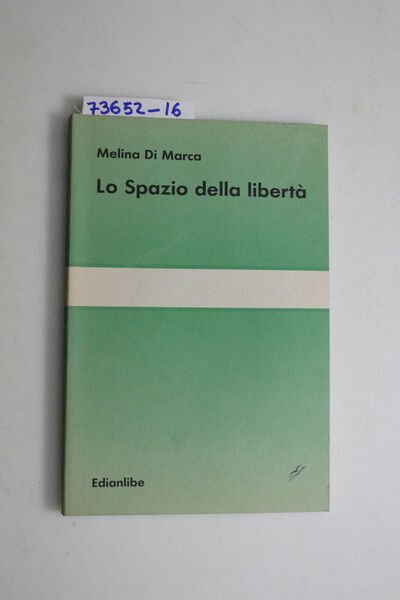 73652-16
Melina Di Marca
Lo Spazio della libertà
Edianlibe